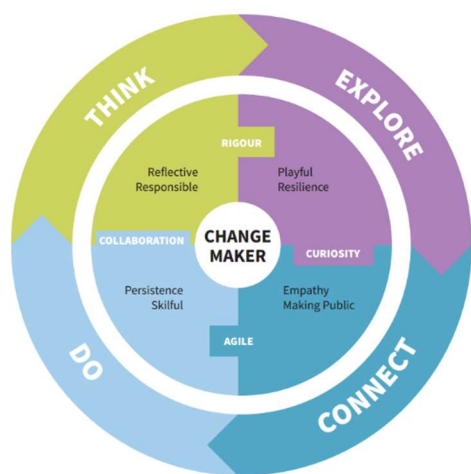 THINK
EXPLORE
RIGOUR
Reflective
Responsible
Playful
Resilience
COLLABORATION
CHANGE
MAKER
CURIOSITY
Persistence
Skilful
Empathy
Making Public
AGILE
DO
CONNECT